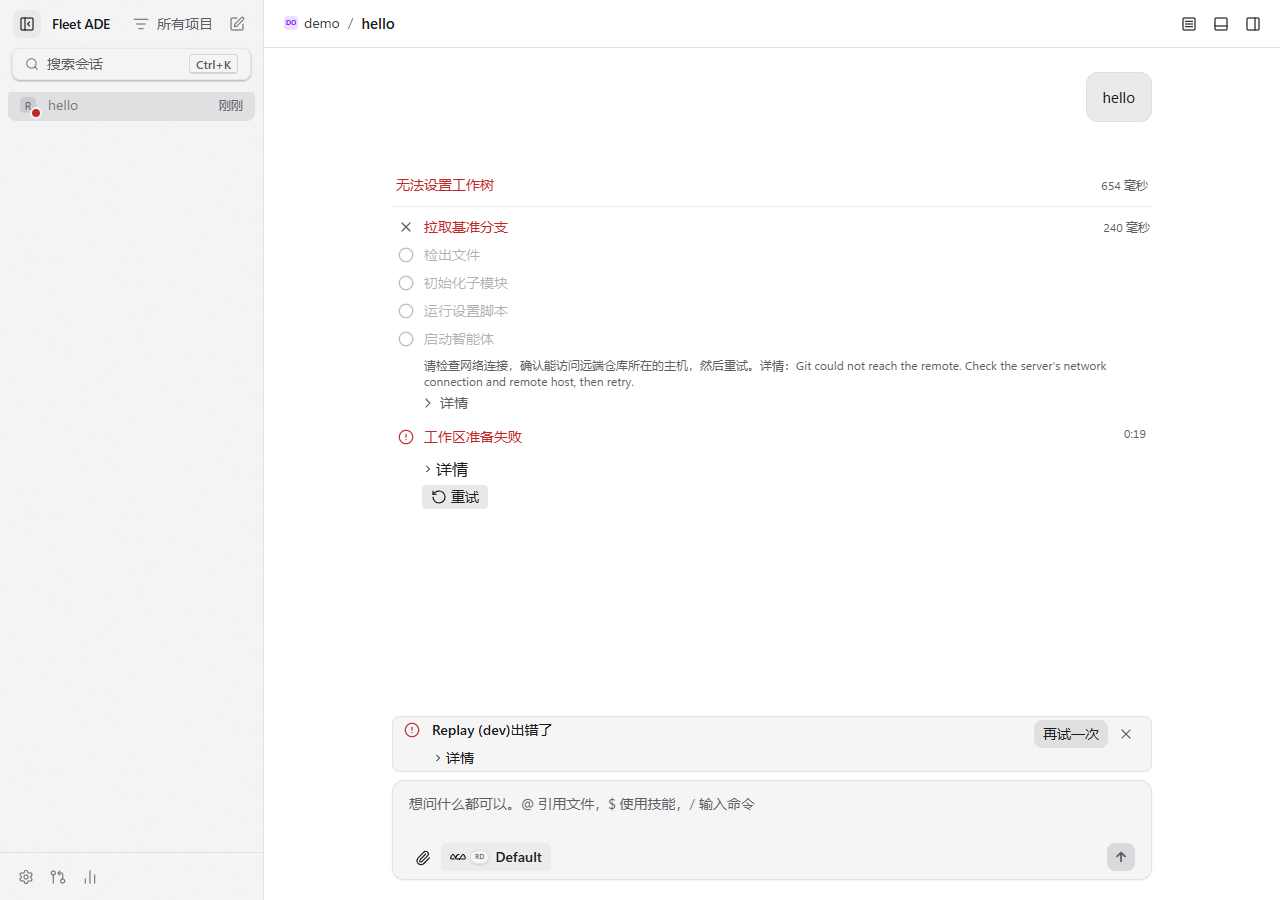 Fleet ADE
所有项目
搜索会话
Ctrl+K
R
hello
刚刚
DO
demo / hello
hello
无法设置工作树
654 毫秒
拉取基准分支
240 毫秒
检出文件
初始化子模块
运行设置脚本
启动智能体
请检查网络连接，确认能访问远端仓库所在的主机，然后重试。详情：Git could not reach the remote. Check the server's network
connection and remote host, then retry.
详情
工作区准备失败
0:19
详情
重试
Replay (dev)出错了
再试一次
详情
想问什么都可以。@ 引用文件，$ 使用技能，/ 输入命令
RD
Default